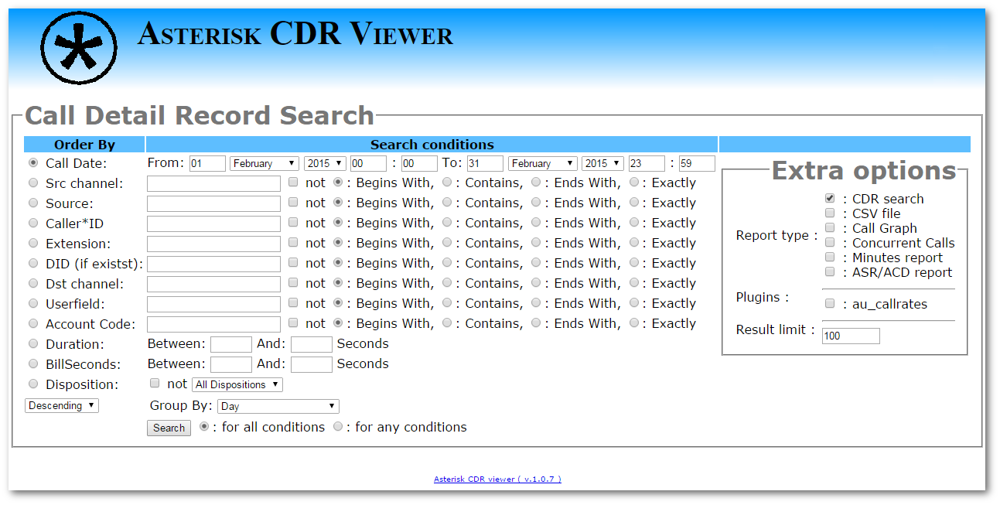 Asterisk CDR Viewer
Call Detail Record Search
Order By Search conditions
Call Date: From: 01 February 2015 00 : 00 To: 31 February 2015 23 : 59
Src channel: not : Begins With, : Contains, : Ends With, : Exactly
Source: not : Begins With, : Contains, : Ends With, : Exactly
Caller*ID not : Begins With, : Contains, : Ends With, : Exactly
Extension: not : Begins With, : Contains, : Ends With, : Exactly
DID (if existst): not : Begins With, : Contains, : Ends With, : Exactly
Dst channel: not : Begins With, : Contains, : Ends With, : Exactly
Userfield: not : Begins With, : Contains, : Ends With, : Exactly
Account Code: not : Begins With, : Contains, : Ends With, : Exactly
Duration: Between: And: Seconds
BillSeconds: Between: And: Seconds
Disposition: not All Dispositions
Descending Group By: Day
Search : for all conditions : for any conditions
Extra options
Report type : : CDR search
: CSV file
: Call Graph
: Concurrent Calls
: Minutes report
: ASR/ACD report
Plugins : : au_callrates
Result limit : 100
Asterisk CDR viewer ( v.1.0.7 )